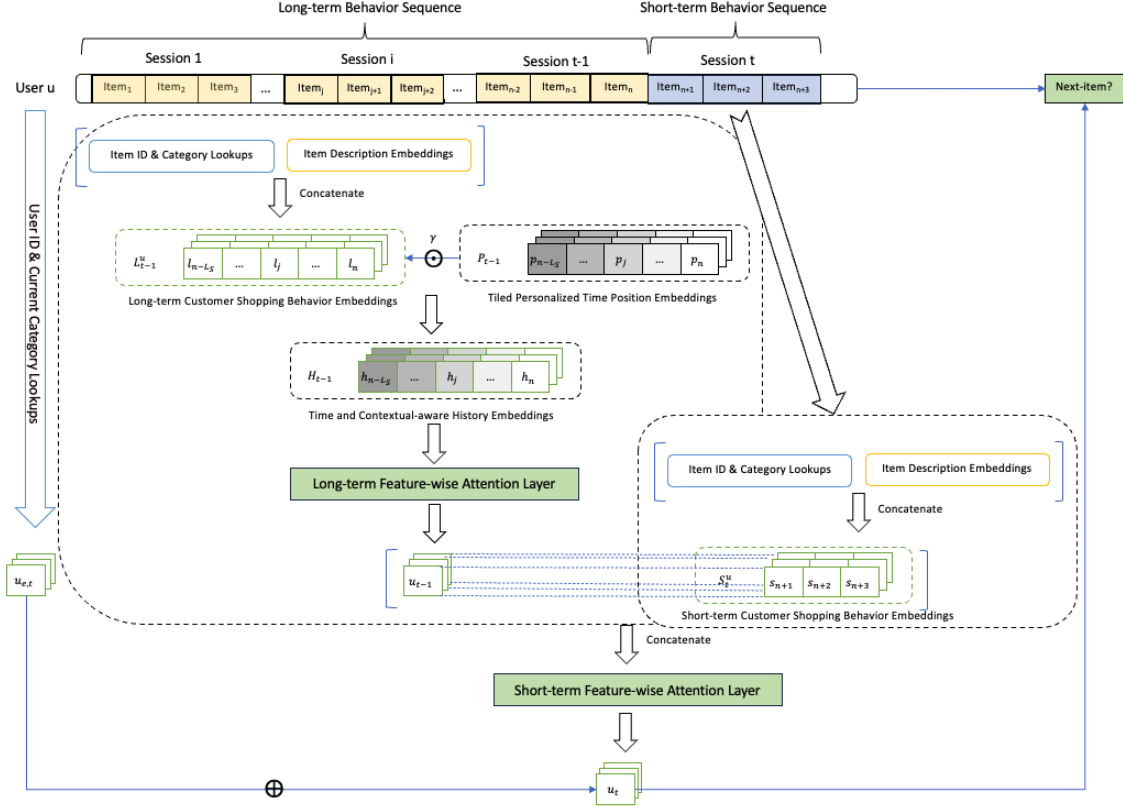 Long-term Behavior Sequence
Short-term Behavior Sequence
Session 1
Session i
Session t-1
Session t
User u
Item₁
Item₂
Item₃
...
Itemⱼ
Itemⱼ₊₁
Itemⱼ₊₂
...
Itemₙ₋₂
Itemₙ₋₁
Itemₙ
Itemₙ₊₁
Itemₙ₊₂
Itemₙ₊₃
Next-item?
Item ID & Category Lookups
Item Description Embeddings
Concatenate
User ID & Current Category Lookups
L^u_{t-1}
l_{n-L_S}
...
l_j
...
l_n
γ
P_{t-1}
p_{n-L_S}
...
p_j
...
p_n
Long-term Customer Shopping Behavior Embeddings
Tiled Personalized Time Position Embeddings
H_{t-1}
h_{n-L_S}
...
h_j
...
h_n
Time and Contextual-aware History Embeddings
Long-term Feature-wise Attention Layer
Item ID & Category Lookups
Item Description Embeddings
Concatenate
u_{c,t}
u_{t-1}
S^u_t
s_{n+1}
s_{n+2}
s_{n+3}
Short-term Customer Shopping Behavior Embeddings
Concatenate
Short-term Feature-wise Attention Layer
u_t